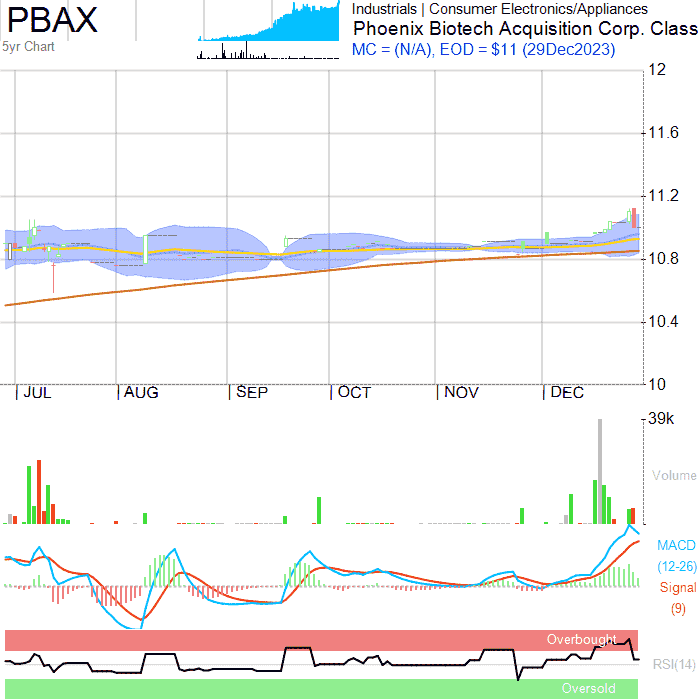 PBAX
5yr Chart
Industrials | Consumer Electronics/Appliances
Phoenix Biotech Acquisition Corp. Class
MC = (N/A), EOD = $11 (29Dec2023)
12
11.6
11.2
10.8
10.4
10
|JUL |AUG |SEP |OCT |NOV |DEC
39k
Volume
MACD
(12-26)
Signal
(9)
Overbought
RSI(14)
Oversold